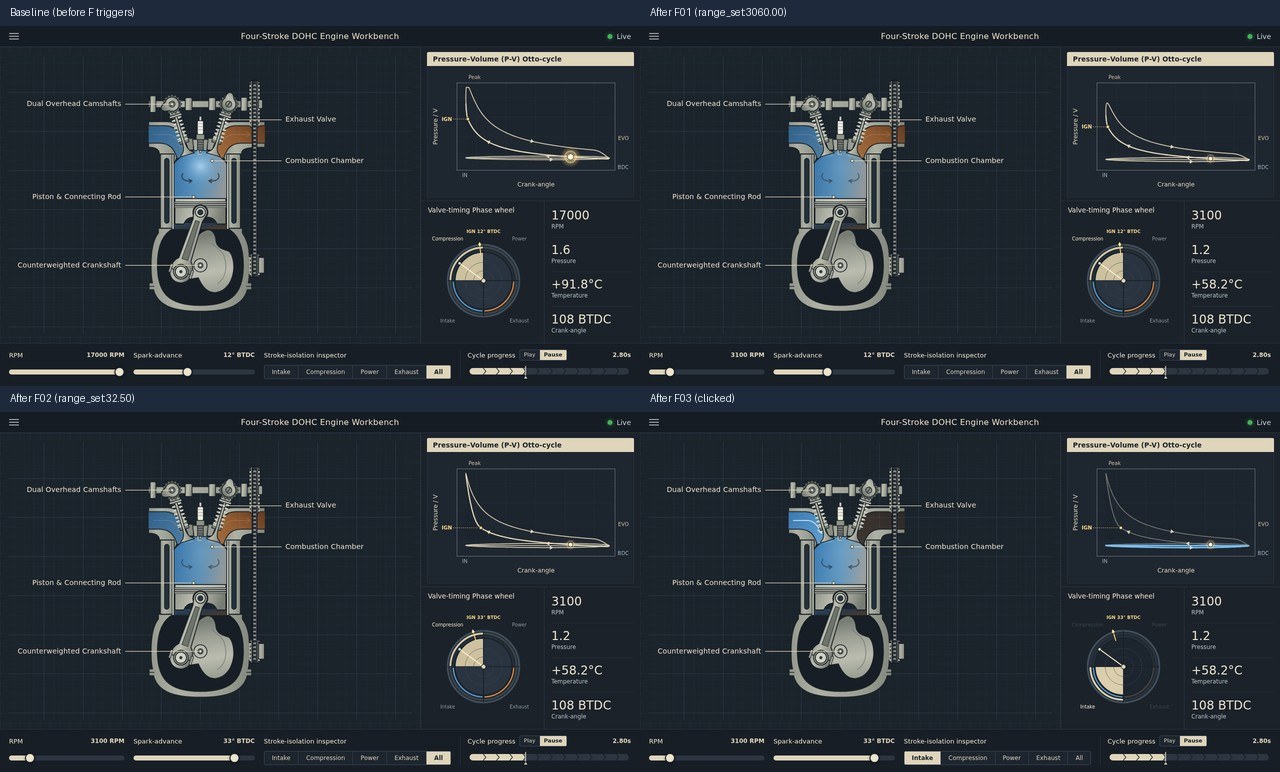 Baseline (before F triggers)
Four-Stroke DOHC Engine Workbench
Live
Dual Overhead Camshafts
Exhaust Valve
Combustion Chamber
Piston & Connecting Rod
Counterweighted Crankshaft
Pressure-Volume (P-V) Otto-cycle
Peak
Pressure / V
IGN
EVO
BDC
IN
Crank-angle
Valve-timing Phase wheel
IGN 12° BTDC
Compression
Power
Intake
Exhaust
17000
RPM
1.6
Pressure
+91.8°C
Temperature
108 BTDC
Crank-angle
RPM
17000 RPM
Spark-advance
12° BTDC
Stroke-isolation inspector
Intake
Compression
Power
Exhaust
All
Cycle progress
Play
Pause
2.80s
After F01 (range_set:3060.00)
Four-Stroke DOHC Engine Workbench
Live
Dual Overhead Camshafts
Exhaust Valve
Combustion Chamber
Piston & Connecting Rod
Counterweighted Crankshaft
Pressure-Volume (P-V) Otto-cycle
Peak
Pressure / V
IGN
EVO
BDC
IN
Crank-angle
Valve-timing Phase wheel
IGN 12° BTDC
Compression
Power
Intake
Exhaust
3100
RPM
1.2
Pressure
+58.2°C
Temperature
108 BTDC
Crank-angle
RPM
3100 RPM
Spark-advance
12° BTDC
Stroke-isolation inspector
Intake
Compression
Power
Exhaust
All
Cycle progress
Play
Pause
2.80s
After F02 (range_set:32.50)
Four-Stroke DOHC Engine Workbench
Live
Dual Overhead Camshafts
Exhaust Valve
Combustion Chamber
Piston & Connecting Rod
Counterweighted Crankshaft
Pressure-Volume (P-V) Otto-cycle
Peak
Pressure / V
IGN
EVO
BDC
IN
Crank-angle
Valve-timing Phase wheel
IGN 33° BTDC
Compression
Power
Intake
Exhaust
3100
RPM
1.2
Pressure
+58.2°C
Temperature
108 BTDC
Crank-angle
RPM
3100 RPM
Spark-advance
33° BTDC
Stroke-isolation inspector
Intake
Compression
Power
Exhaust
All
Cycle progress
Play
Pause
2.80s
After F03 (clicked)
Four-Stroke DOHC Engine Workbench
Live
Dual Overhead Camshafts
Exhaust Valve
Combustion Chamber
Piston & Connecting Rod
Counterweighted Crankshaft
Pressure-Volume (P-V) Otto-cycle
Peak
Pressure / V
IGN
EVO
BDC
IN
Crank-angle
Valve-timing Phase wheel
IGN 33° BTDC
Compression
Power
Intake
Exhaust
3100
RPM
1.2
Pressure
+58.2°C
Temperature
108 BTDC
Crank-angle
RPM
3100 RPM
Spark-advance
33° BTDC
Stroke-isolation inspector
Intake
Compression
Power
Exhaust
All
Cycle progress
Play
Pause
2.80s